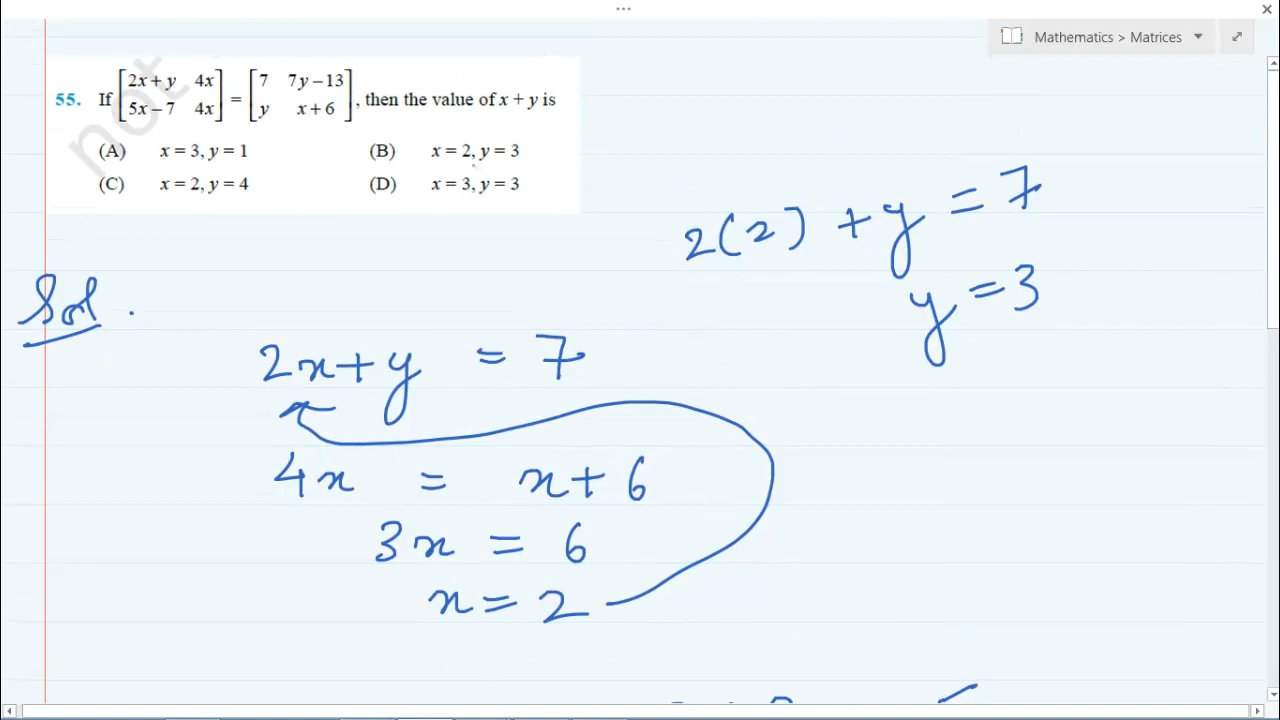 Mathematics > Matrices
not
55. If [2x + y 4x] = [7 7y – 13], then the value of x + y is
[5x – 7 4x] [y x + 6]
(A) x = 3, y = 1 (B) x = 2, y = 3
(C) x = 2, y = 4 (D) x = 3, y = 3
2(2) + y = 7
y = 3
Sol.
2x + y = 7
4x = x + 6
3x = 6
x = 2